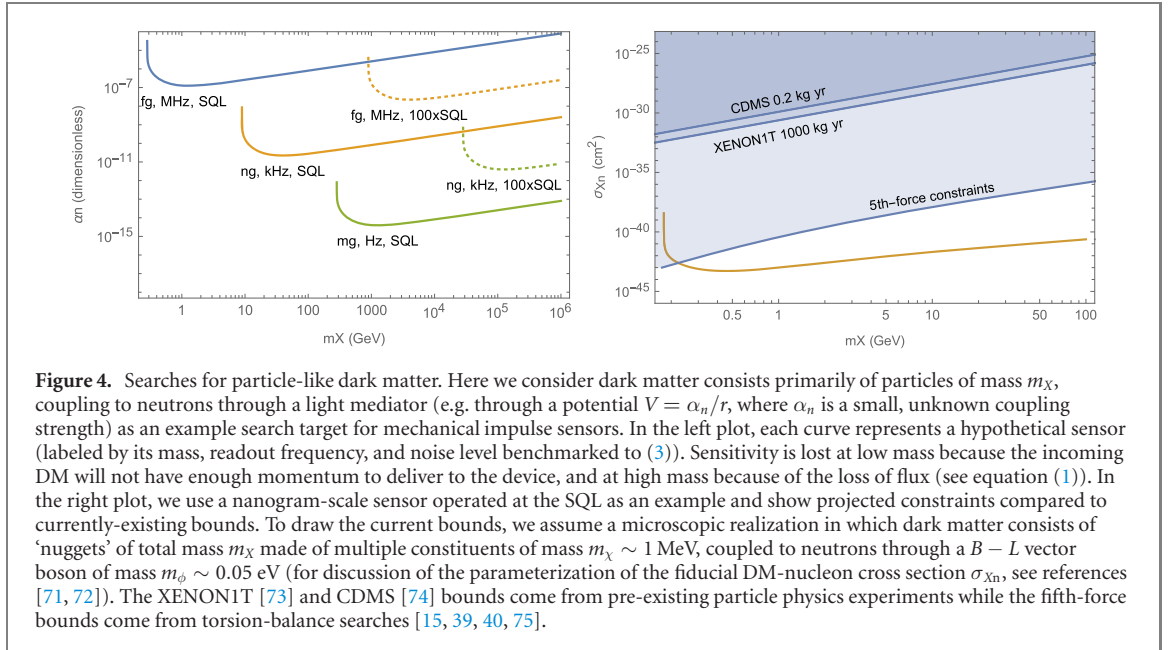 10⁻⁷
10⁻¹¹
10⁻¹⁵
αn (dimensionless)
fg, MHz, SQL
fg, MHz, 100xSQL
ng, kHz, SQL
ng, kHz, 100xSQL
mg, Hz, SQL
1 10 100 1000 10⁴ 10⁵ 10⁶
mX (GeV)
10⁻²⁵
10⁻³⁰
10⁻³⁵
10⁻⁴⁰
10⁻⁴⁵
σXn (cm²)
CDMS 0.2 kg yr
XENON1T 1000 kg yr
5th-force constraints
0.5 1 5 10 50 100
mX (GeV)
Figure 4. Searches for particle-like dark matter. Here we consider dark matter consists primarily of particles of mass mX,
coupling to neutrons through a light mediator (e.g. through a potential V = αn/r, where αn is a small, unknown coupling
strength) as an example search target for mechanical impulse sensors. In the left plot, each curve represents a hypothetical sensor
(labeled by its mass, readout frequency, and noise level benchmarked to (3)). Sensitivity is lost at low mass because the incoming
DM will not have enough momentum to deliver to the device, and at high mass because of the loss of flux (see equation (1)). In
the right plot, we use a nanogram-scale sensor operated at the SQL as an example and show projected constraints compared to
currently-existing bounds. To draw the current bounds, we assume a microscopic realization in which dark matter consists of
‘nuggets’ of total mass mX made of multiple constituents of mass mχ ∼ 1 MeV, coupled to neutrons through a B − L vector
boson of mass mϕ ∼ 0.05 eV (for discussion of the parameterization of the fiducial DM-nucleon cross section σXn, see references
[71, 72]). The XENON1T [73] and CDMS [74] bounds come from pre-existing particle physics experiments while the fifth-force
bounds come from torsion-balance searches [15, 39, 40, 75].